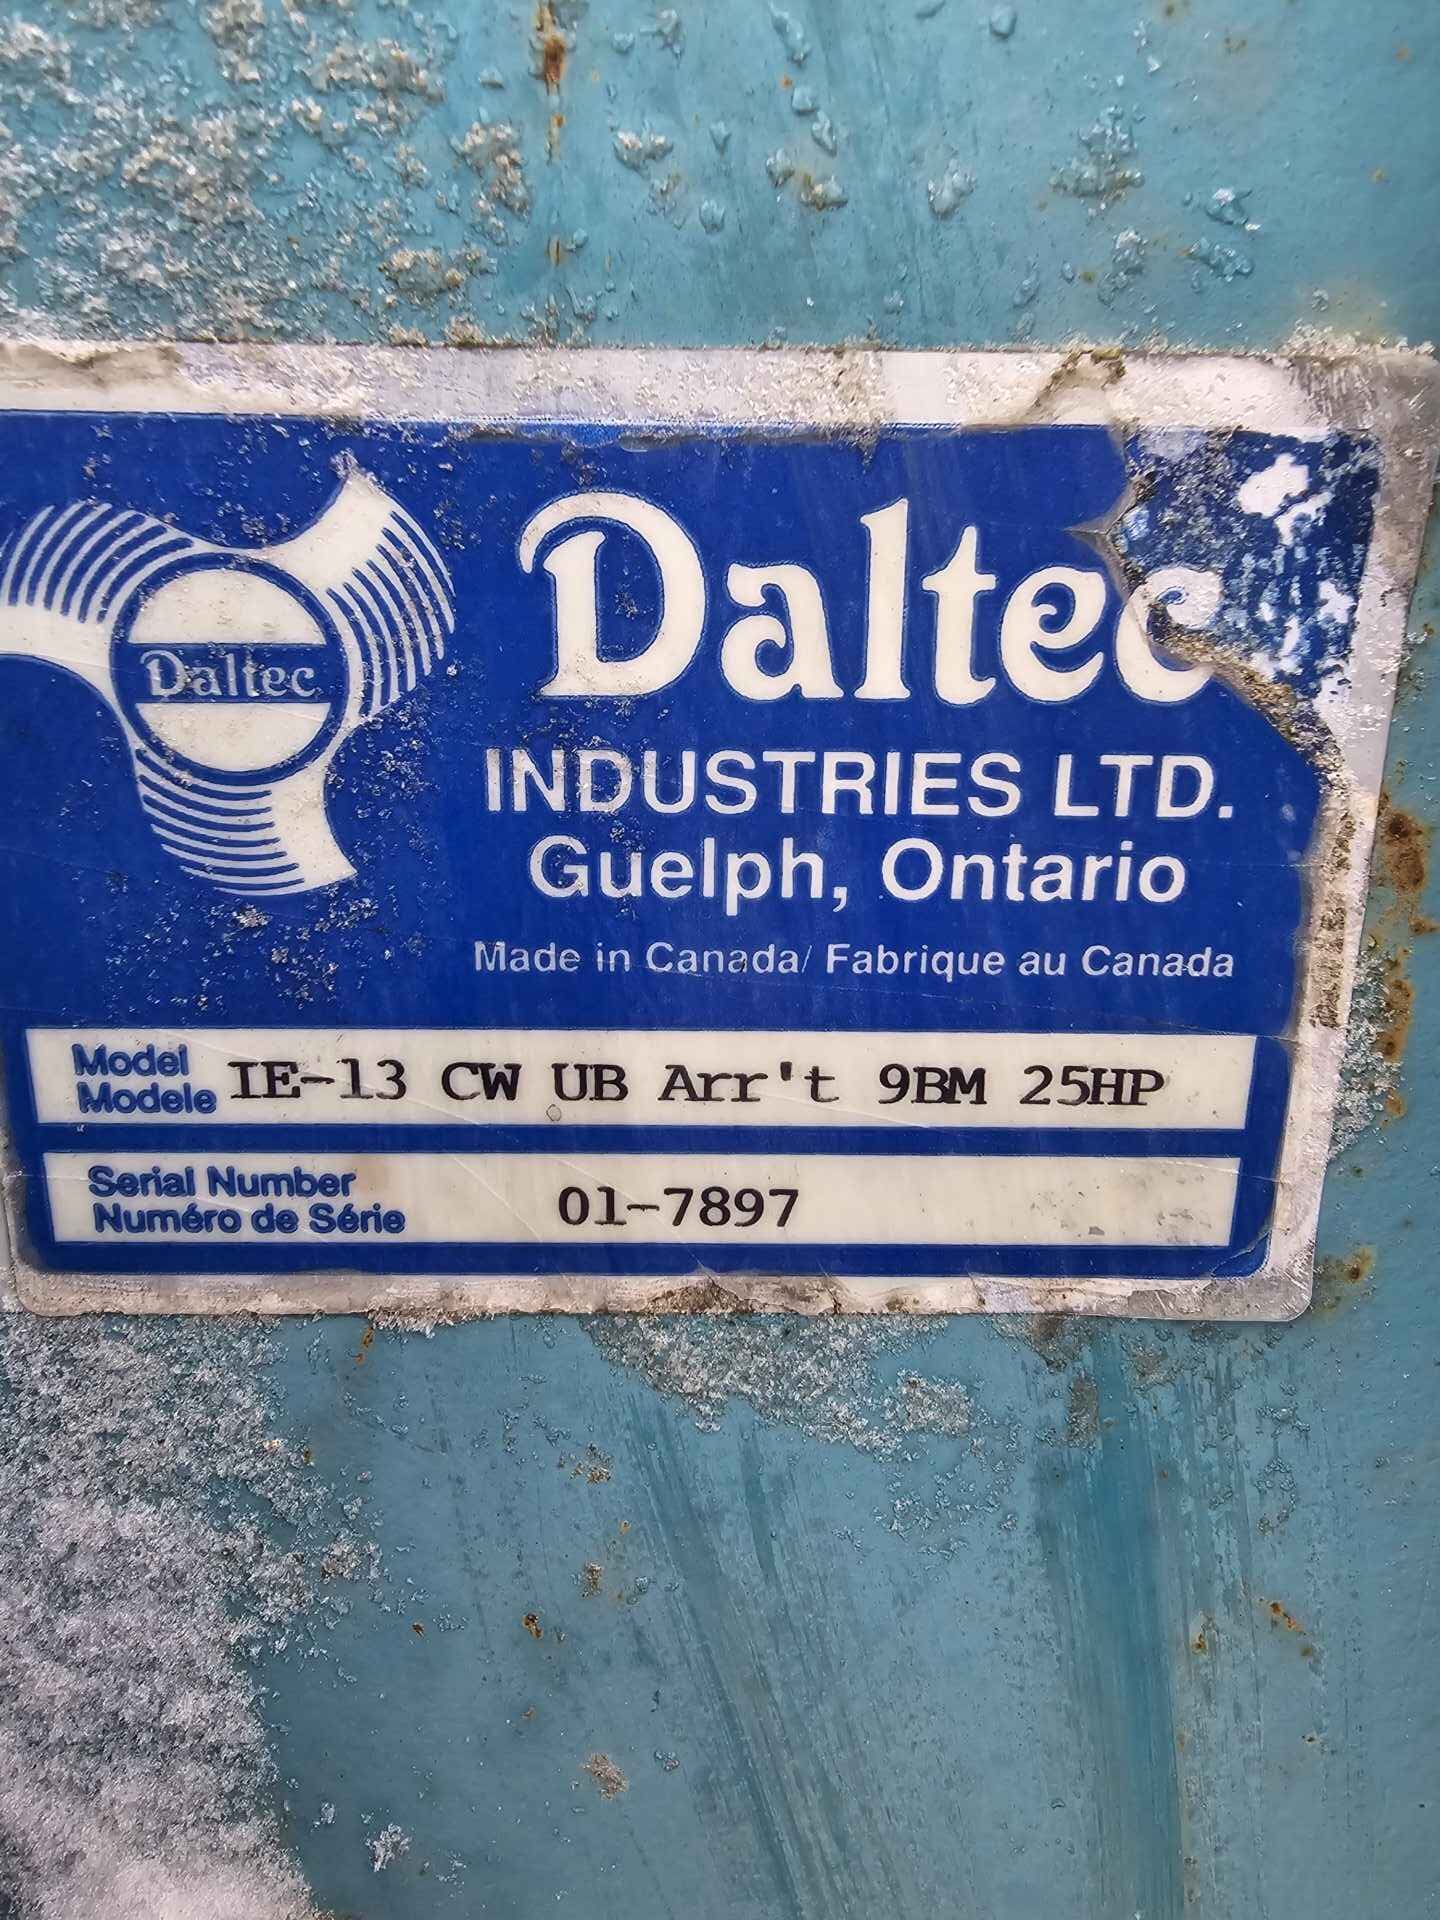 Daltec
Daltec
INDUSTRIES LTD.
Guelph, Ontario
Made in Canada/ Fabrique au Canada
Model
Modele
IE-13 CW UB Arr't 9BM 25HP
Serial Number
Numéro de Série
01-7897